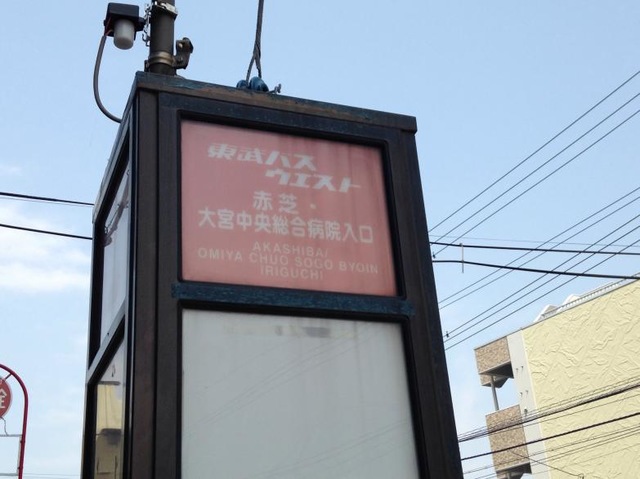 東武バス
ウエスト
赤芝・
大宮中央総合病院入口
AKASHIBA/
OMIYA CHUO SOGO BYOIN
IRIGUCHI
栓